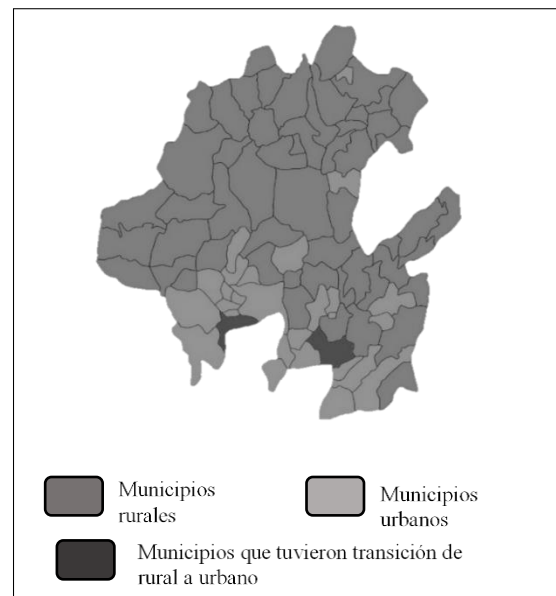 Municipios
rurales
Municipios
urbanos
Municipios que tuvieron transición de
rural a urbano